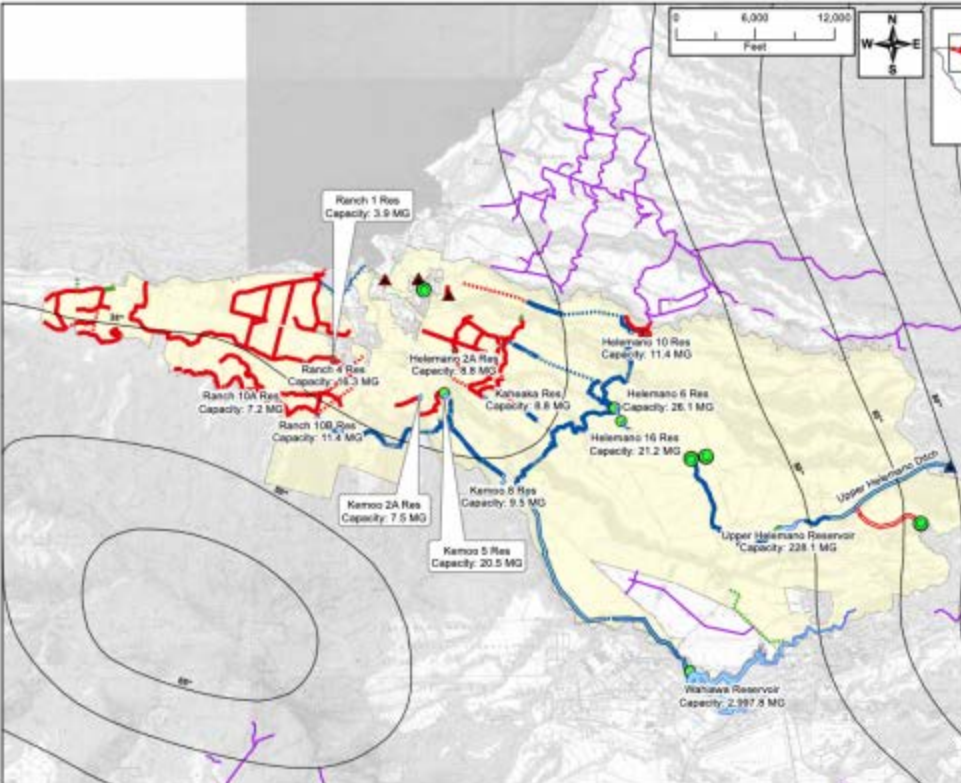 0 6,000 12,000
Feet
N
W E
S
Ranch 1 Res
Capacity: 3.9 MG
Helemano 10 Res
Capacity: 11.4 MG
Helemano 2A Res
Capacity: 8.8 MG
Ranch 4 Res
Capacity: 16.3 MG
Ranch 10A Res
Capacity: 7.2 MG
Kaheaka Res
Capacity: 8.8 MG
Helemano 6 Res
Capacity: 26.1 MG
Ranch 10B Res
Capacity: 11.4 MG
Helemano 16 Res
Capacity: 21.2 MG
Upper Helemano Ditch
Kemoo 8 Res
Capacity: 9.5 MG
Kemoo 2A Res
Capacity: 7.5 MG
Upper Helemano Reservoir
Capacity: 228.1 MG
Kemoo 5 Res
Capacity: 20.5 MG
Wahiawa Reservoir
Capacity: 2,997.8 MG